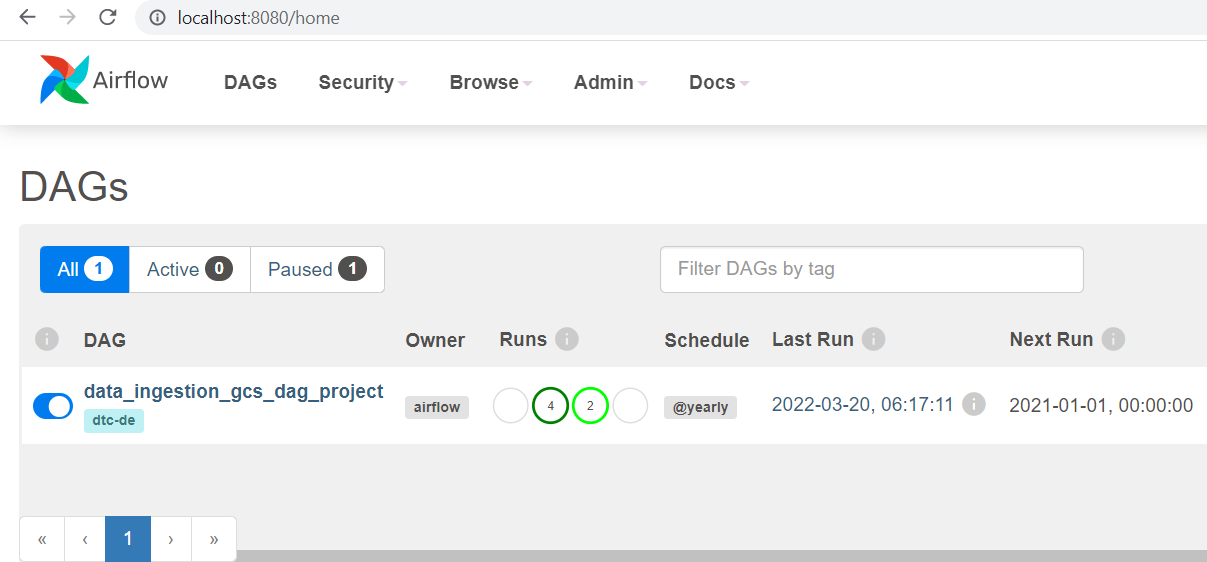 localhost:8080/home
Airflow DAGs Security Browse Admin Docs
DAGs
All 1 Active 0 Paused 1 Filter DAGs by tag
i DAG Owner Runs i Schedule Last Run i Next Run i
data_ingestion_gcs_dag_project airflow 4 2 @yearly 2022-03-20, 06:17:11 i 2021-01-01, 00:00:00
dtc-de
« ‹ 1 › »